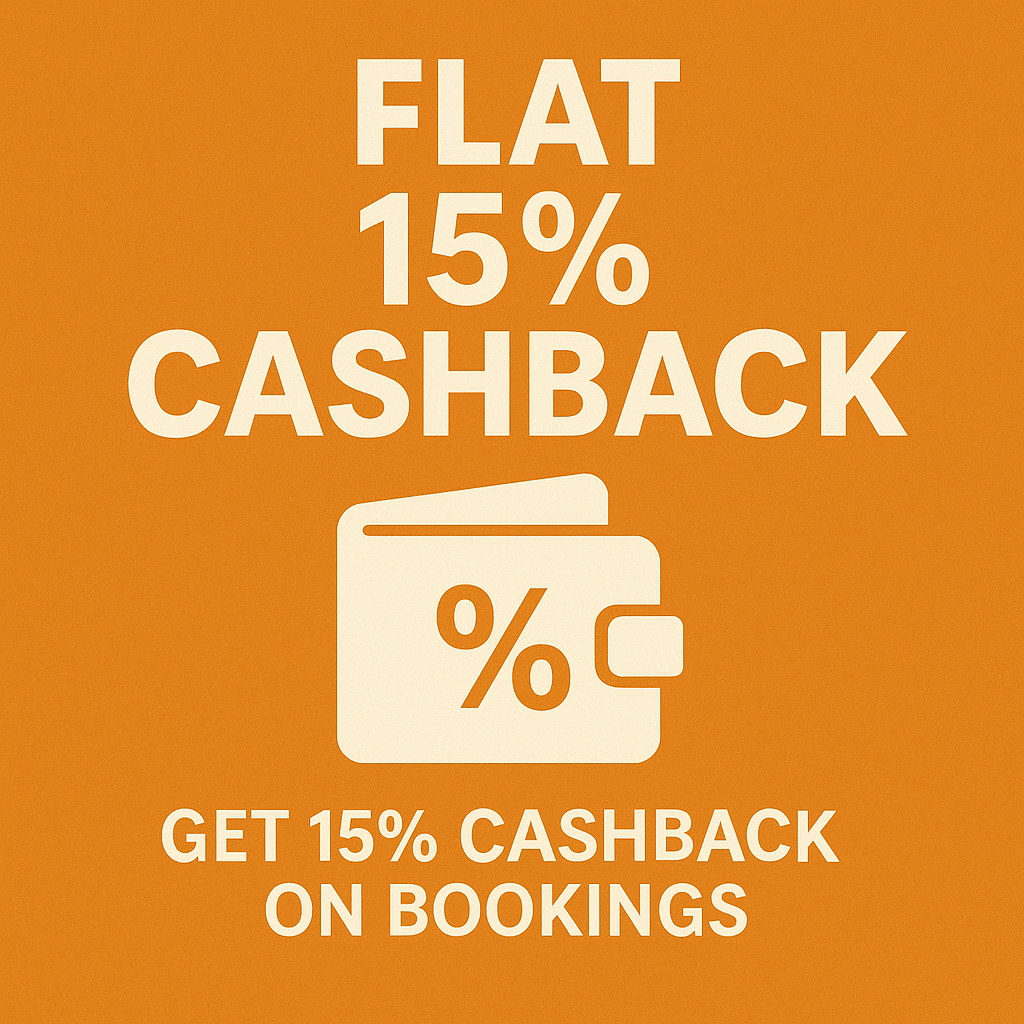 FLAT
15%
CASHBACK
%
GET 15% CASHBACK
ON BOOKINGS